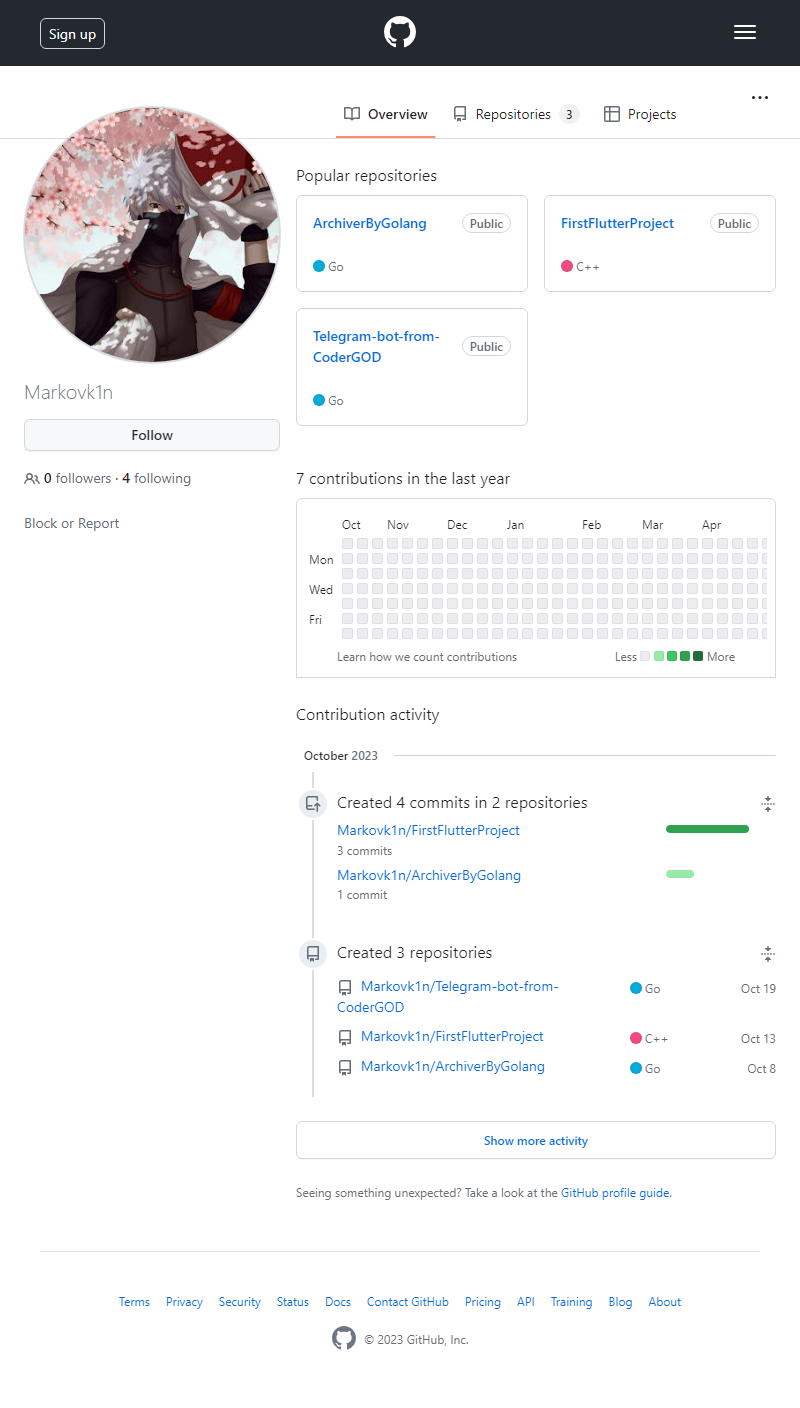 Sign up
Overview
Repositories 3
Projects
Popular repositories
ArchiverByGolang Public
Go
FirstFlutterProject Public
C++
Telegram-bot-from-
CoderGOD Public
Go
Markovk1n
Follow
0 followers · 4 following
Block or Report
7 contributions in the last year
Oct Nov Dec Jan Feb Mar Apr
Mon
Wed
Fri
Learn how we count contributions Less More
Contribution activity
October 2023
Created 4 commits in 2 repositories
Markovk1n/FirstFlutterProject
3 commits
Markovk1n/ArchiverByGolang
1 commit
Created 3 repositories
Markovk1n/Telegram-bot-from-
CoderGOD Go Oct 19
Markovk1n/FirstFlutterProject C++ Oct 13
Markovk1n/ArchiverByGolang Go Oct 8
Show more activity
Seeing something unexpected? Take a look at the GitHub profile guide.
Terms Privacy Security Status Docs Contact GitHub Pricing API Training Blog About
© 2023 GitHub, Inc.